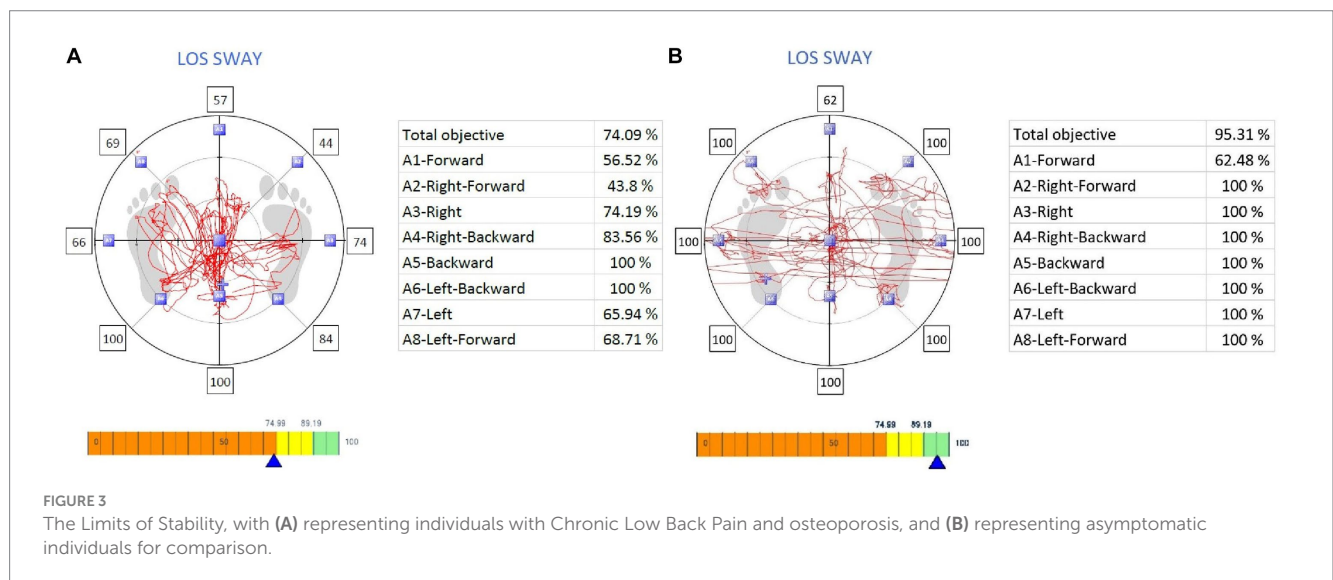 A
LOS SWAY
57
69
44
66
74
100
84
100
Total objective 74.09 %
A1-Forward 56.52 %
A2-Right-Forward 43.8 %
A3-Right 74.19 %
A4-Right-Backward 83.56 %
A5-Backward 100 %
A6-Left-Backward 100 %
A7-Left 65.94 %
A8-Left-Forward 68.71 %
74.99 89.19
0 50 100
B
LOS SWAY
62
100
100
100
100
100
100
100
Total objective 95.31 %
A1-Forward 62.48 %
A2-Right-Forward 100 %
A3-Right 100 %
A4-Right-Backward 100 %
A5-Backward 100 %
A6-Left-Backward 100 %
A7-Left 100 %
A8-Left-Forward 100 %
74.99 89.19
0 50 100
FIGURE 3
The Limits of Stability, with (A) representing individuals with Chronic Low Back Pain and osteoporosis, and (B) representing asymptomatic
individuals for comparison.